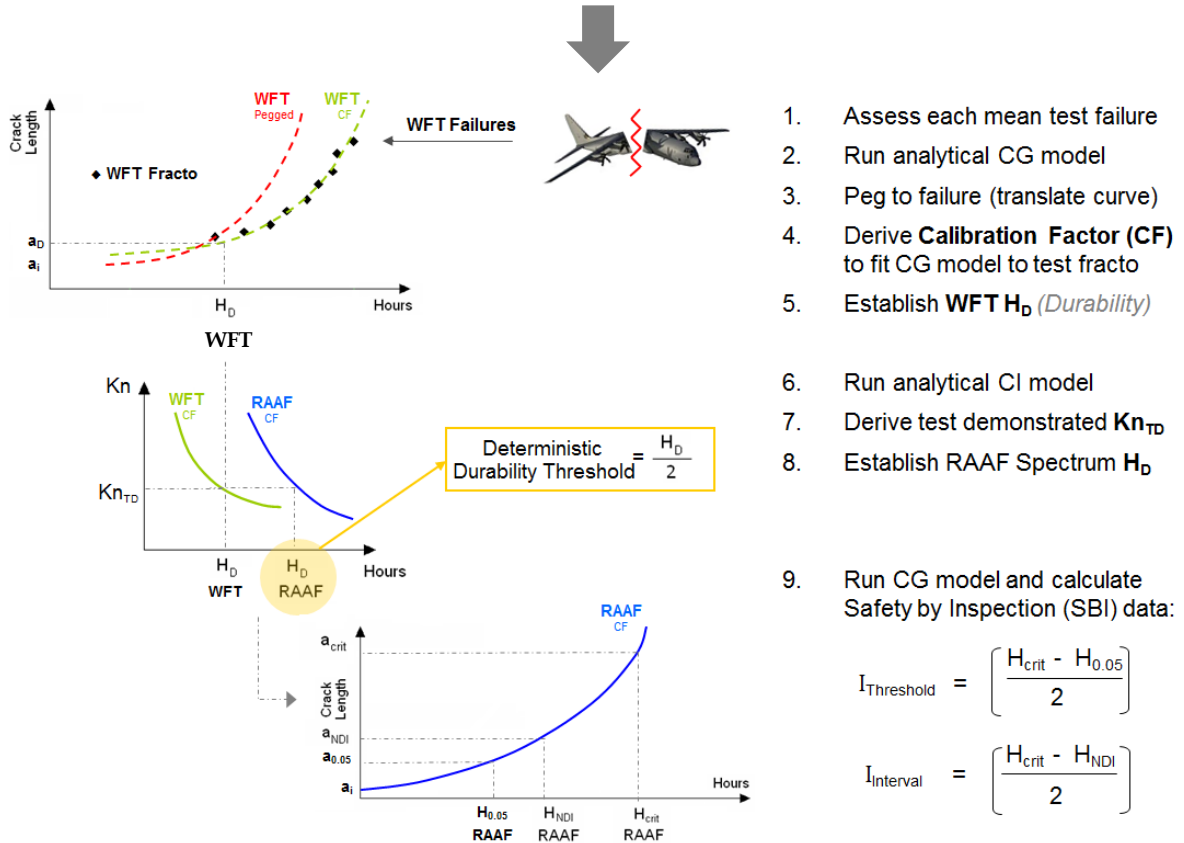 WFT
Pegged
WFT
CF
Crack
Length
WFT Failures
WFT Fracto
aD
ai
HD
Hours
WFT
1. Assess each mean test failure
2. Run analytical CG model
3. Peg to failure (translate curve)
4. Derive Calibration Factor (CF)
to fit CG model to test fracto
5. Establish WFT HD (Durability)
Kn
WFT
CF
RAAF
CF
KnTD
HD
WFT
HD
RAAF
Hours
Deterministic
Durability Threshold = HD / 2
6. Run analytical CI model
7. Derive test demonstrated KnTD
8. Establish RAAF Spectrum HD
RAAF
CF
acrit
Crack
Length
aNDI
a0.05
ai
Hours
H0.05
RAAF
HNDI
RAAF
Hcrit
RAAF
9. Run CG model and calculate
Safety by Inspection (SBI) data:
IThreshold = (Hcrit - H0.05 / 2)
IInterval = (Hcrit - HNDI / 2)